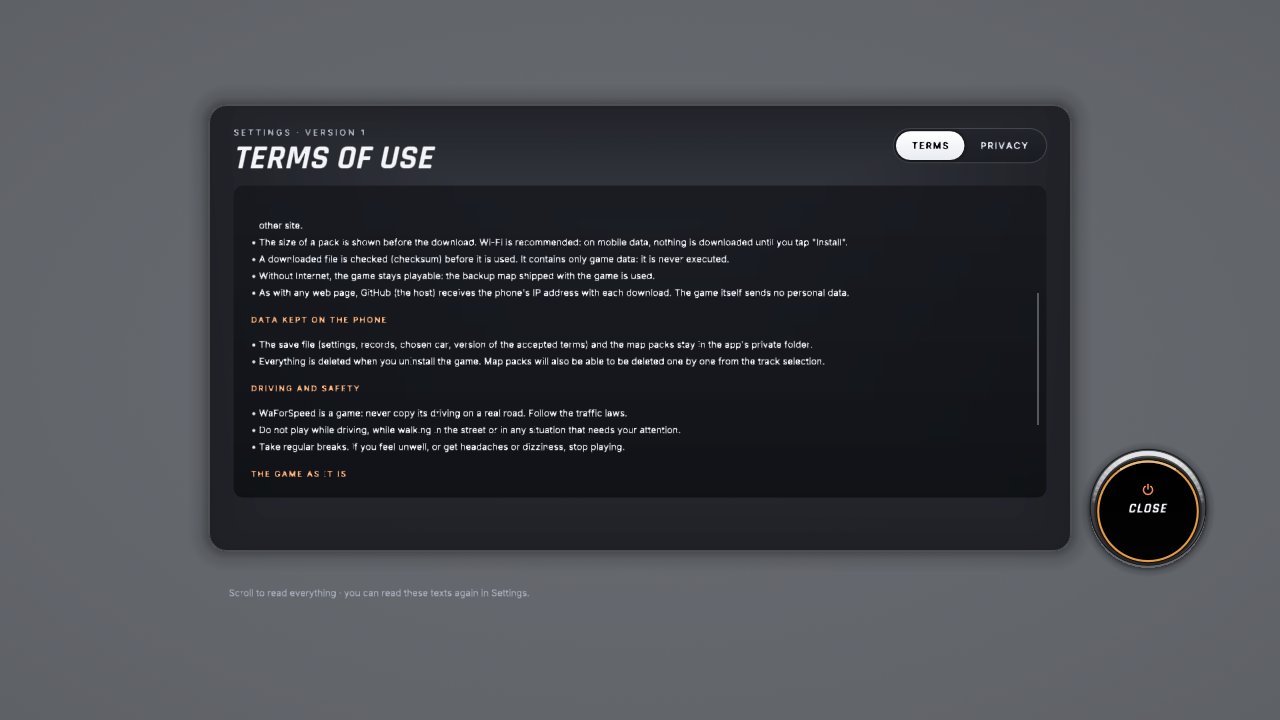 SETTINGS · VERSION 1
TERMS OF USE
TERMS
PRIVACY
other site.
• The size of a pack is shown before the download. Wi-Fi is recommended: on mobile data, nothing is downloaded until you tap "Install".
• A downloaded file is checked (checksum) before it is used. It contains only game data: it is never executed.
• Without Internet, the game stays playable: the backup map shipped with the game is used.
• As with any web page, GitHub (the host) receives the phone's IP address with each download. The game itself sends no personal data.
DATA KEPT ON THE PHONE
• The save file (settings, records, chosen car, version of the accepted terms) and the map packs stay in the app's private folder.
• Everything is deleted when you uninstall the game. Map packs will also be able to be deleted one by one from the track selection.
DRIVING AND SAFETY
• WaForSpeed is a game: never copy its driving on a real road. Follow the traffic laws.
• Do not play while driving, while walking in the street or in any situation that needs your attention.
• Take regular breaks. If you feel unwell, or get headaches or dizziness, stop playing.
THE GAME AS IT IS
CLOSE
Scroll to read everything · you can read these texts again in Settings.